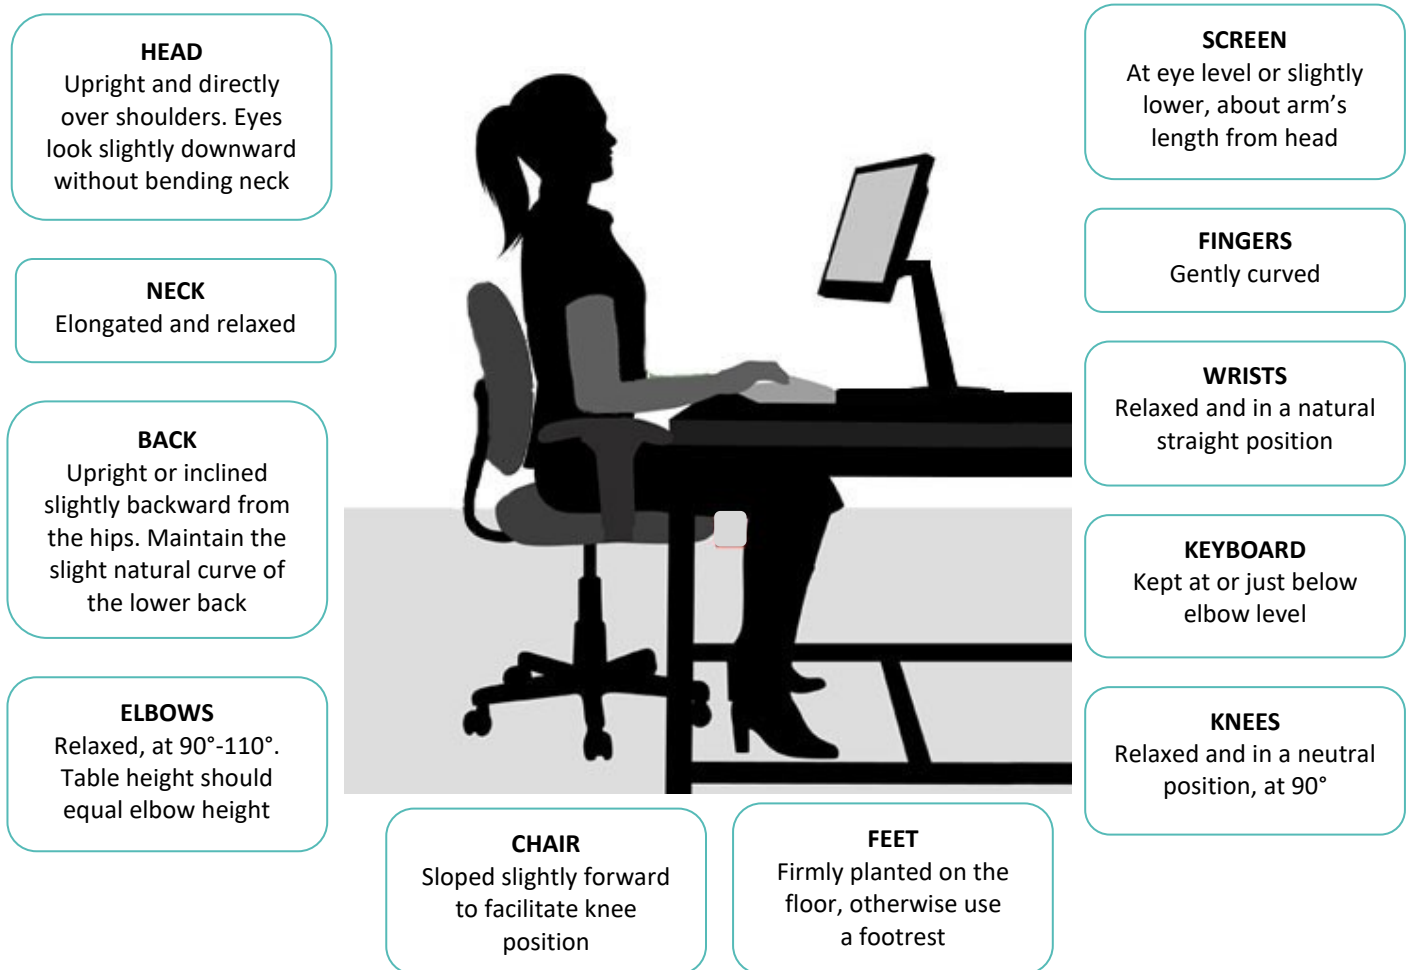 HEAD
Upright and directly
over shoulders. Eyes
look slightly downward
without bending neck
NECK
Elongated and relaxed
BACK
Upright or inclined
slightly backward from
the hips. Maintain the
slight natural curve of
the lower back
ELBOWS
Relaxed, at 90°-110°.
Table height should
equal elbow height
CHAIR
Sloped slightly forward
to facilitate knee
position
FEET
Firmly planted on the
floor, otherwise use
a footrest
SCREEN
At eye level or slightly
lower, about arm’s
length from head
FINGERS
Gently curved
WRISTS
Relaxed and in a natural
straight position
KEYBOARD
Kept at or just below
elbow level
KNEES
Relaxed and in a neutral
position, at 90°